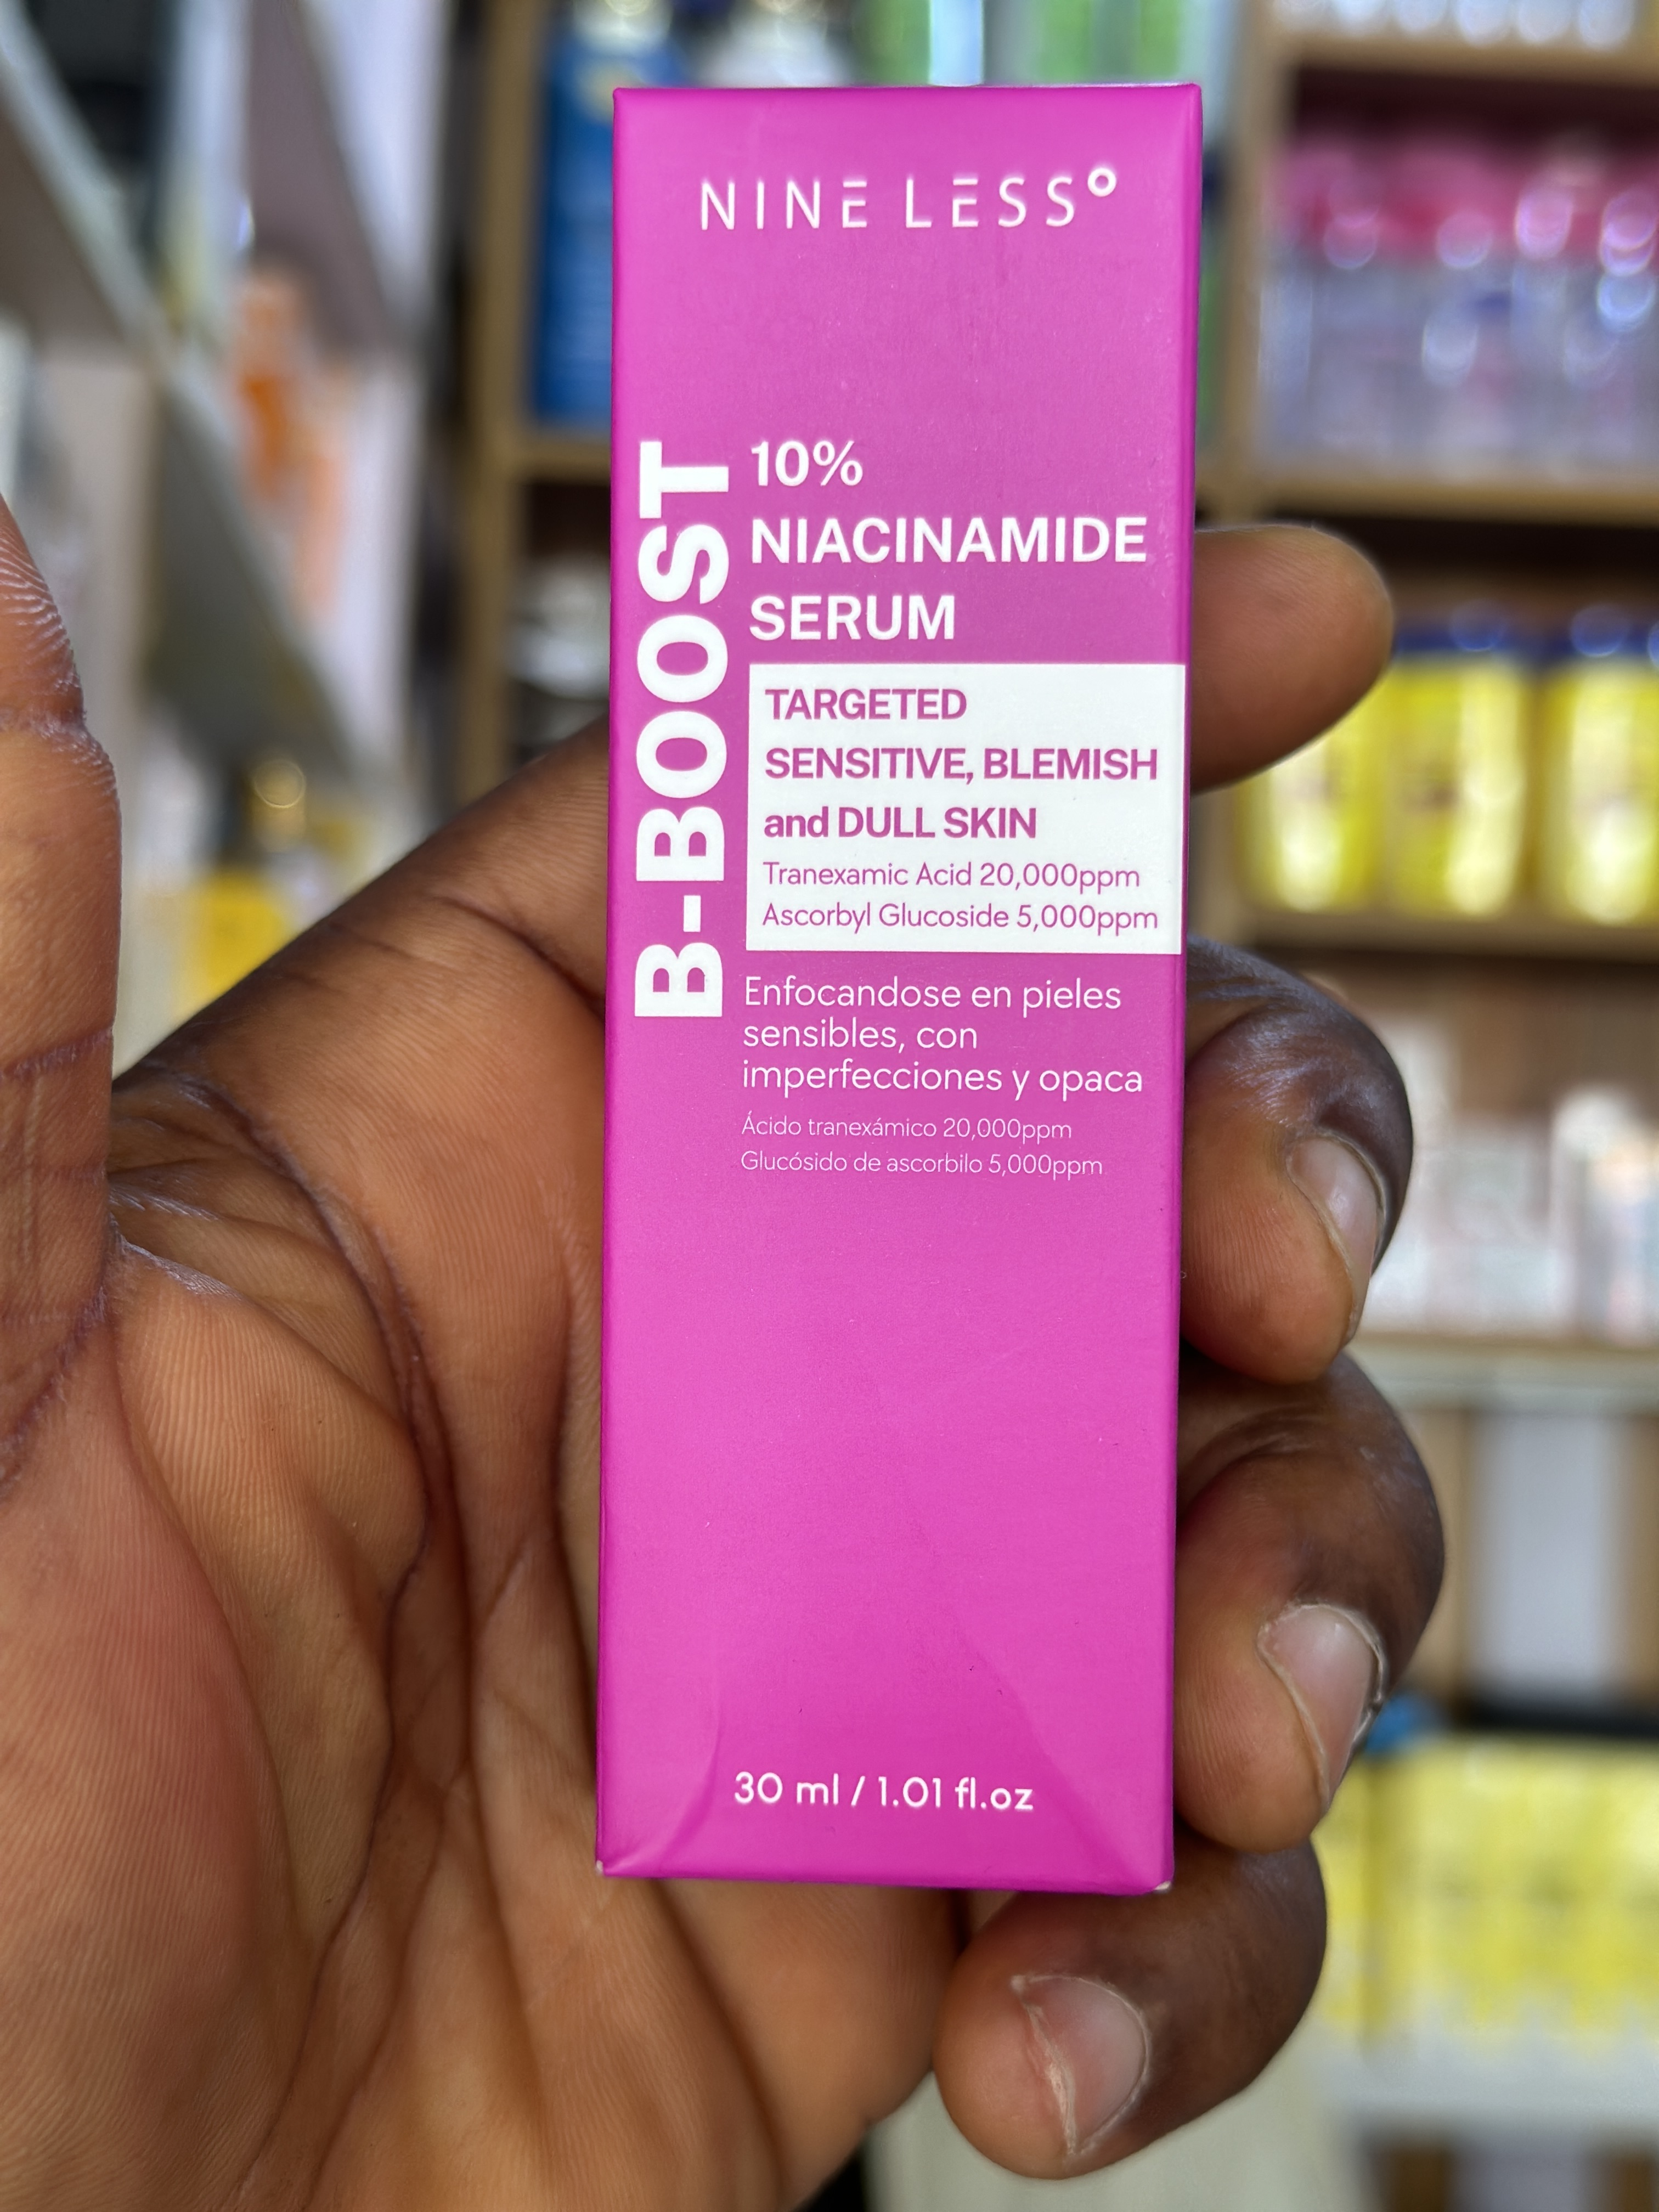 NINE LESS°
B-BOOST
10%
NIACINAMIDE
SERUM
TARGETED
SENSITIVE, BLEMISH
and DULL SKIN
Tranexamic Acid 20,000ppm
Ascorbyl Glucoside 5,000ppm
Enfocandose en pieles
sensibles, con
imperfecciones y opaca
Ácido tranexámico 20,000ppm
Glucósido de ascorbilo 5,000ppm
30 ml / 1.01 fl.oz